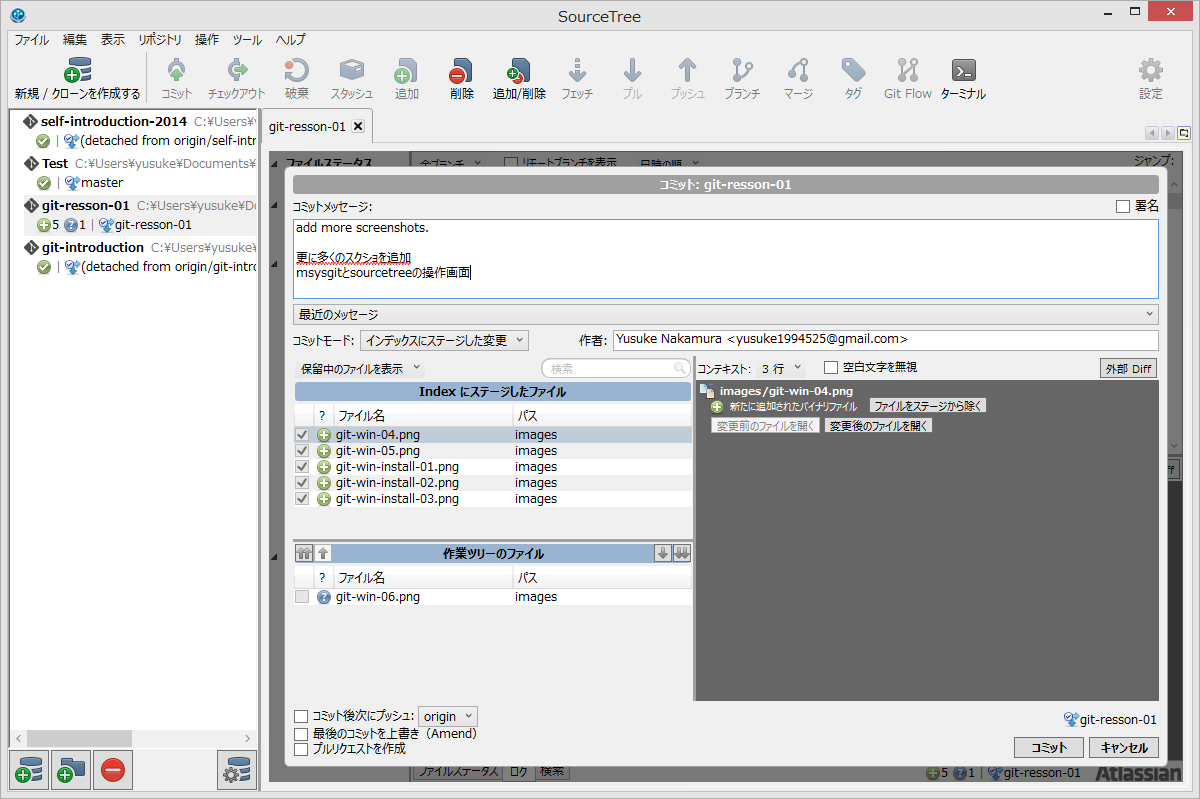 SourceTree
ファイル 編集 表示 リポジトリ 操作 ツール ヘルプ
新規 / クローンを作成する コミット チェックアウト 破棄 スタッシュ 追加 削除 追加/削除 フェッチ プル プッシュ ブランチ マージ タグ Git Flow ターミナル 設定
self-introduction-2014 C:¥Users¥
(detached from origin/self-intr
Test C:¥Users¥yusuke¥Documents¥
master
git-resson-01 C:¥Users¥yusuke¥D
5 ? 1 git-resson-01
git-introduction C:¥Users¥yusuke¥
(detached from origin/git-intro
git-resson-01
ファイルステータス 全ブランチ リモートブランチを表示 日時の順 ジャンプ:
コミット: git-resson-01
コミットメッセージ: 署名
add more screenshots.
更に多くのスクショを追加
msysgitとsourcetreeの操作画面
最近のメッセージ
コミットモード: インデックスにステージした変更 作者: Yusuke Nakamura <yusuke1994525@gmail.com>
保留中のファイルを表示 検索 コンテキスト: 3 行 空白文字を無視 外部 Diff
Index にステージしたファイル
? ファイル名 パス
git-win-04.png images
git-win-05.png images
git-win-install-01.png images
git-win-install-02.png images
git-win-install-03.png images
images/git-win-04.png
新たに追加されたバイナリファイル ファイルをステージから除く
変更前のファイルを開く 変更後のファイルを開く
ff
作業ツリーのファイル
? ファイル名 パス
? git-win-06.png images
コミット後次にプッシュ: origin
最後のコミットを上書き (Amend)
プルリクエストを作成
git-resson-01
コミット キャンセル
ファイルステータス ログ 検索 5 ? 1 git-resson-01 Atlassian